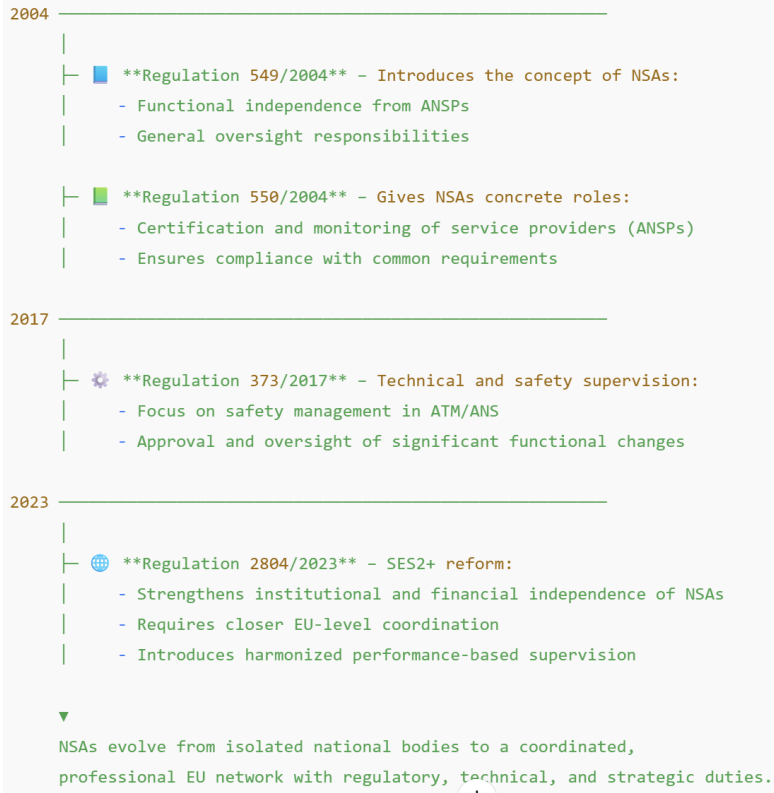 2004 ────────────────────────────────────────
│
├─ 📘 **Regulation 549/2004** – Introduces the concept of NSAs:
│ - Functional independence from ANSPs
│ - General oversight responsibilities
├─ 📗 **Regulation 550/2004** – Gives NSAs concrete roles:
│ - Certification and monitoring of service providers (ANSPs)
│ - Ensures compliance with common requirements
2017 ────────────────────────────────────────
│
├─ ⚙️ **Regulation 373/2017** – Technical and safety supervision:
│ - Focus on safety management in ATM/ANS
│ - Approval and oversight of significant functional changes
2023 ────────────────────────────────────────
│
├─ 🌐 **Regulation 2804/2023** – SES2+ reform:
│ - Strengthens institutional and financial independence of NSAs
│ - Requires closer EU-level coordination
│ - Introduces harmonized performance-based supervision
▼
NSAs evolve from isolated national bodies to a coordinated,
professional EU network with regulatory, technical, and strategic duties.